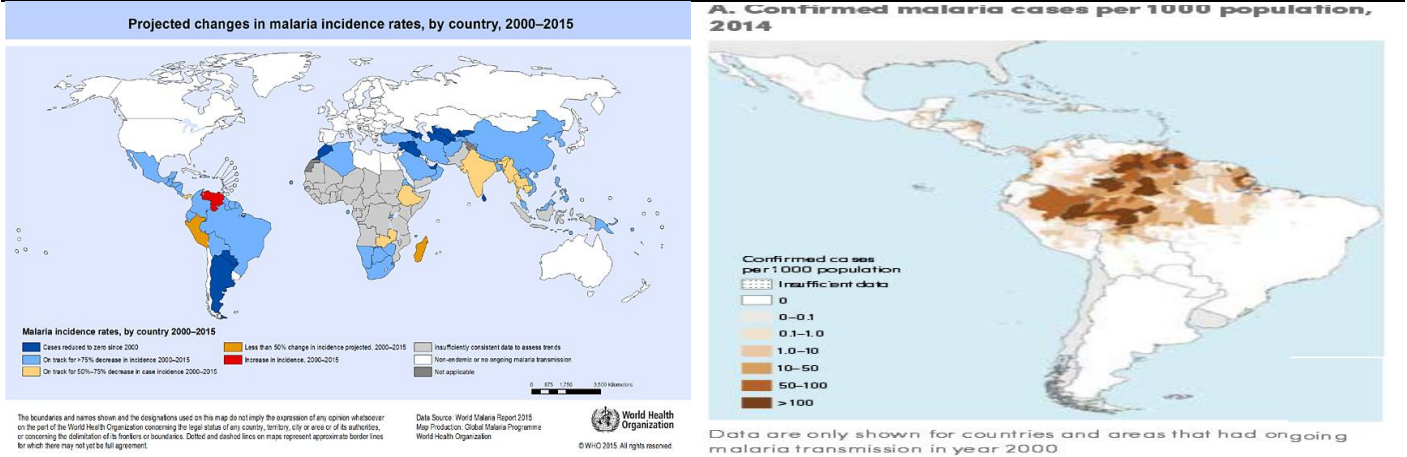 Projected changes in malaria incidence rates, by country, 2000–2015
Malaria incidence rates, by country 2000–2015
Cases reduced to zero since 2000
On track for >75% decrease in incidence 2000–2015
On track for 50%–75% decrease in case incidence 2000–2015
Less than 50% change in incidence projected, 2000–2015
Increase in incidence, 2000–2015
Insufficiently consistent data to assess trends
Non-endemic or no ongoing malaria transmission
Not applicable
0 875 1,750 3,500 Kilometers
The boundaries and names shown and the designations used on this map do not imply the expression of any opinion whatsoever
on the part of the World Health Organization concerning the legal status of any country, territory, city or area or of its authorities,
or concerning the delimitation of its frontiers or boundaries. Dotted and dashed lines on maps represent approximate border lines
for which there may not yet be full agreement.
Data Source: World Malaria Report 2015
Map Production: Global Malaria Programme
World Health Organization
World Health
Organization
© WHO 2015. All rights reserved.
A. Confirmed malaria cases per 1000 population,
2014
Confirmed cases
per 1000 population
Insufficient data
0
0–0.1
0.1–1.0
1.0–10
10–50
50–100
>100
Data are only shown for countries and areas that had ongoing
malaria transmission in year 2000